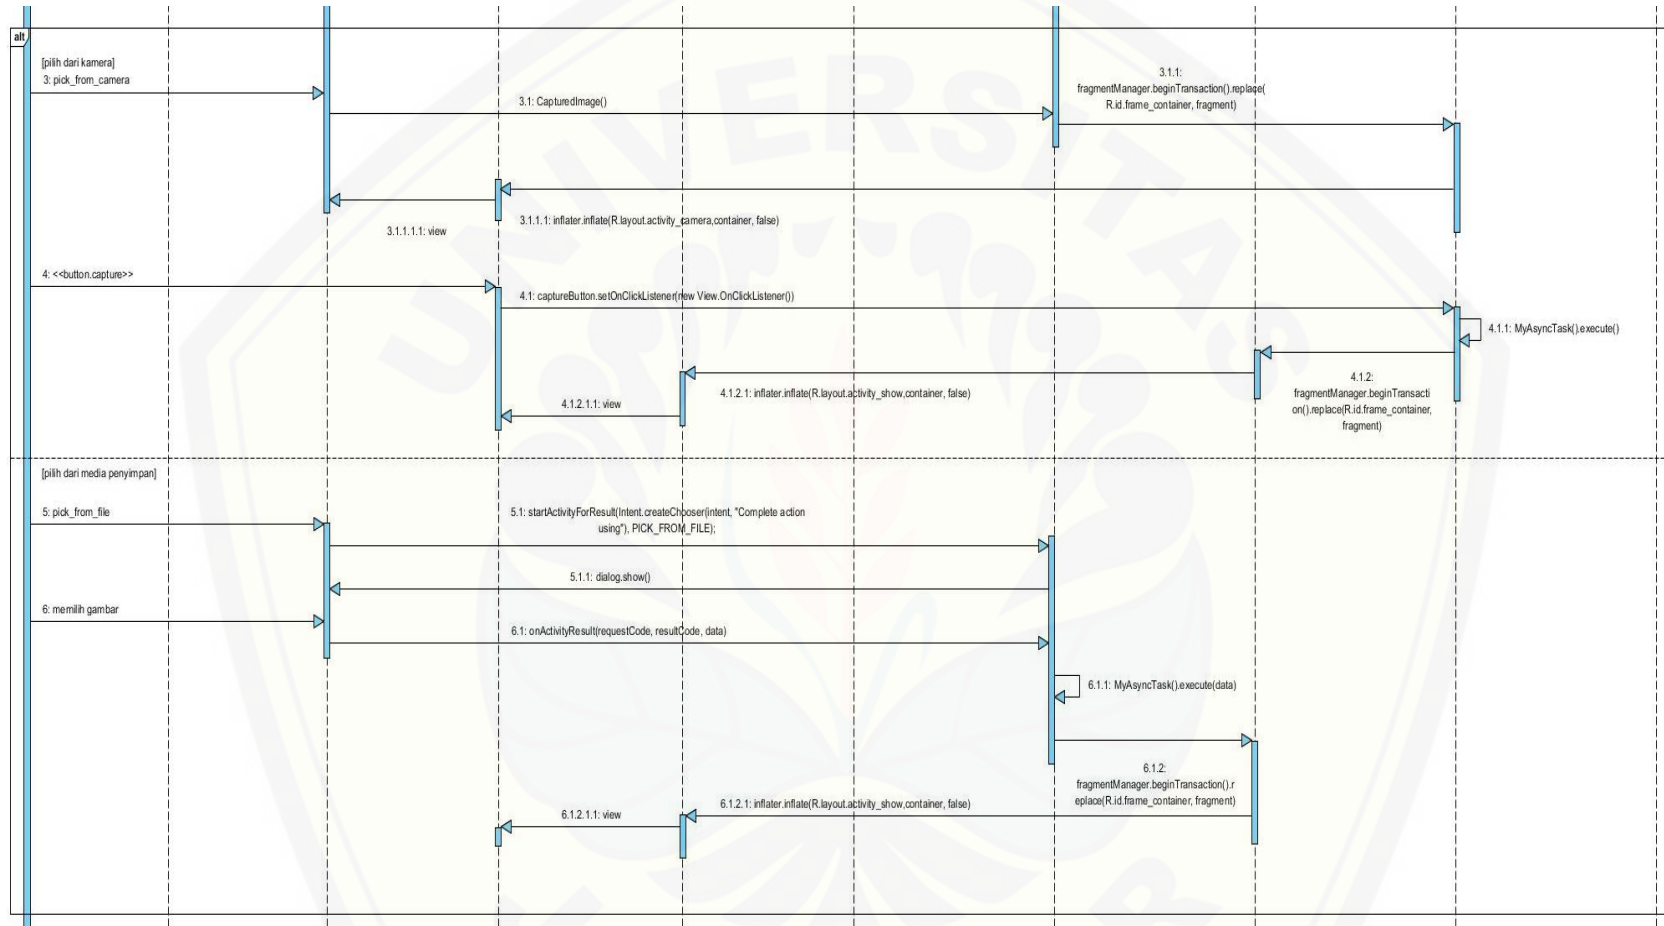 alt
[pilih dari kamera]
3: pick_from_camera
3.1: CapturedImage()
3.1.1:
fragmentManager.beginTransaction().replace(
R.id.frame_container, fragment)
3.1.1.1: inflater.inflate(R.layout.activity_camera,container, false)
3.1.1.1.1: view
4: <<button.capture>>
4.1: captureButton.setOnClickListener(new View.OnClickListener())
4.1.1: MyAsyncTask().execute()
4.1.2:
fragmentManager.beginTransacti
on().replace(R.id.frame_container,
fragment)
4.1.2.1: inflater.inflate(R.layout.activity_show,container, false)
4.1.2.1.1: view
[pilih dari media penyimpan]
5: pick_from_file
5.1: startActivityForResult(Intent.createChooser(intent, "Complete action
using"), PICK_FROM_FILE);
5.1.1: dialog.show()
6: memilih gambar
6.1: onActivityResult(requestCode, resultCode, data)
6.1.1: MyAsyncTask().execute(data)
6.1.2:
fragmentManager.beginTransaction().r
eplace(R.id.frame_container, fragment)
6.1.2.1: inflater.inflate(R.layout.activity_show,container, false)
6.1.2.1.1: view
UNIVERSITAS